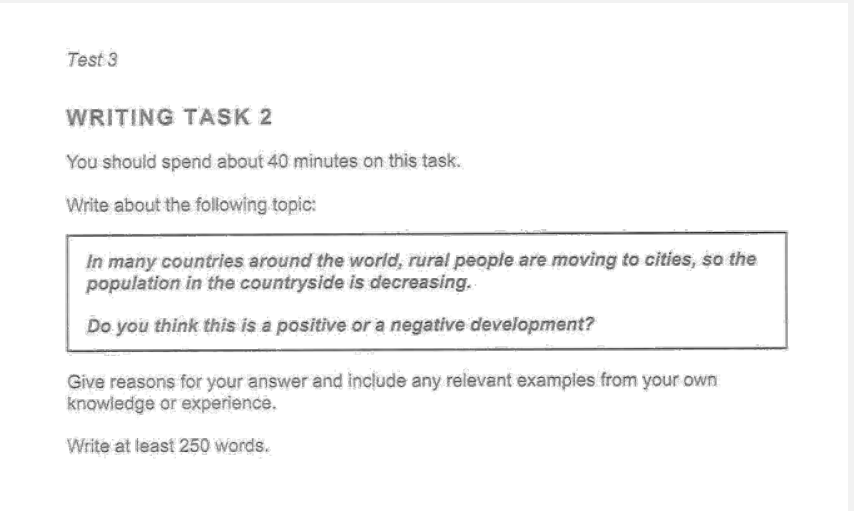 Test 3
WRITING TASK 2
You should spend about 40 minutes on this task.
Write about the following topic:
In many countries around the world, rural people are moving to cities, so the
population in the countryside is decreasing.
Do you think this is a positive or a negative development?
Give reasons for your answer and include any relevant examples from your own
knowledge or experience.
Write at least 250 words.